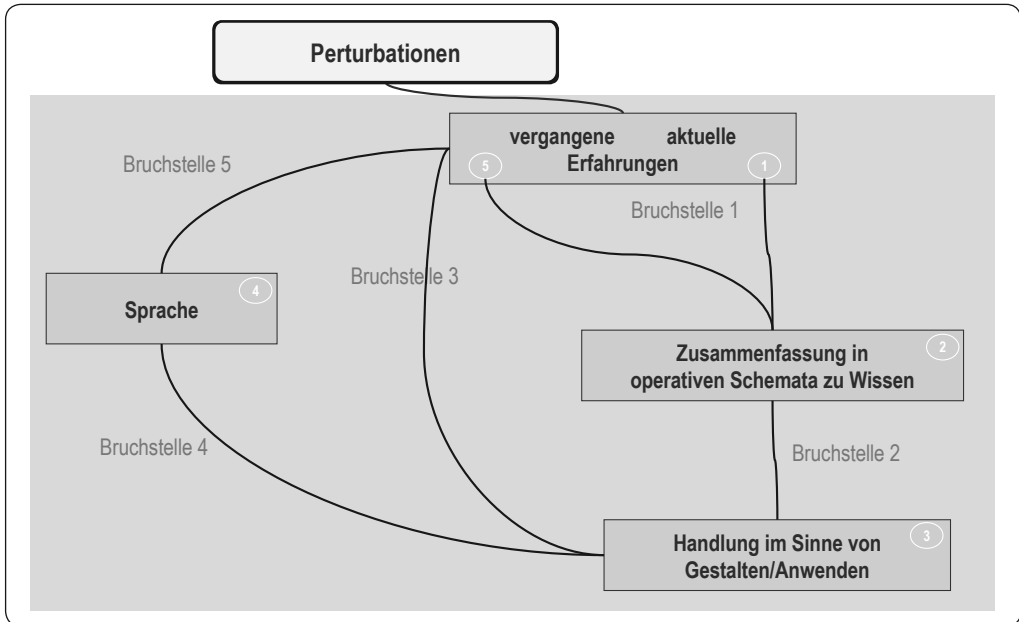 Perturbationen
vergangene aktuelle
Erfahrungen
5
1
Bruchstelle 5
Bruchstelle 1
Bruchstelle 3
4
Sprache
2
Zusammenfassung in
operativen Schemata zu Wissen
Bruchstelle 4
Bruchstelle 2
3
Handlung im Sinne von
Gestalten/Anwenden